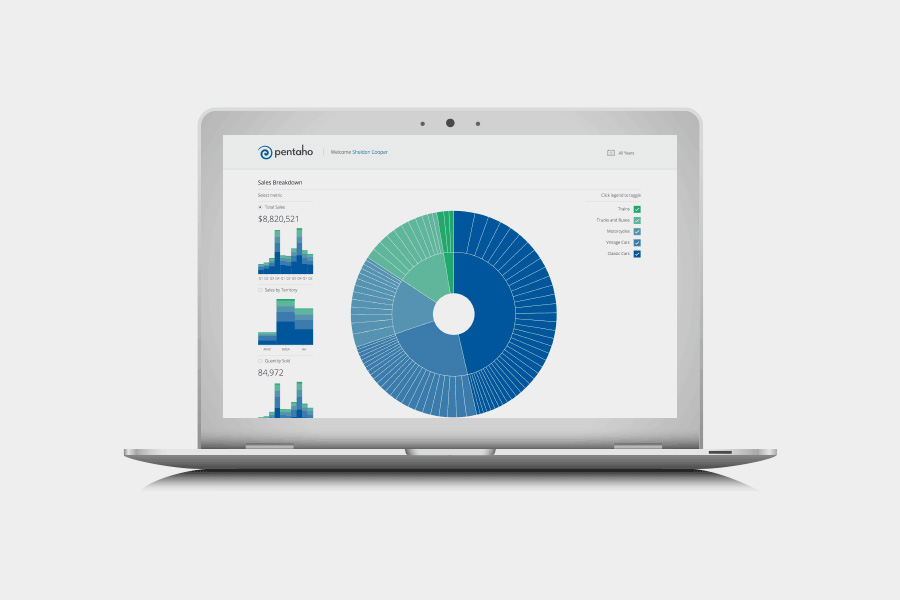 pentaho
Welcome Sheldon Cooper
All Years
Sales Breakdown
Select metric
Click legend to toggle
Total Sales
$8,820,521
Sales by Territory
Quantity Sold
84,972
Trains
Trucks and Buses
Motorcycles
Vintage Cars
Classic Cars